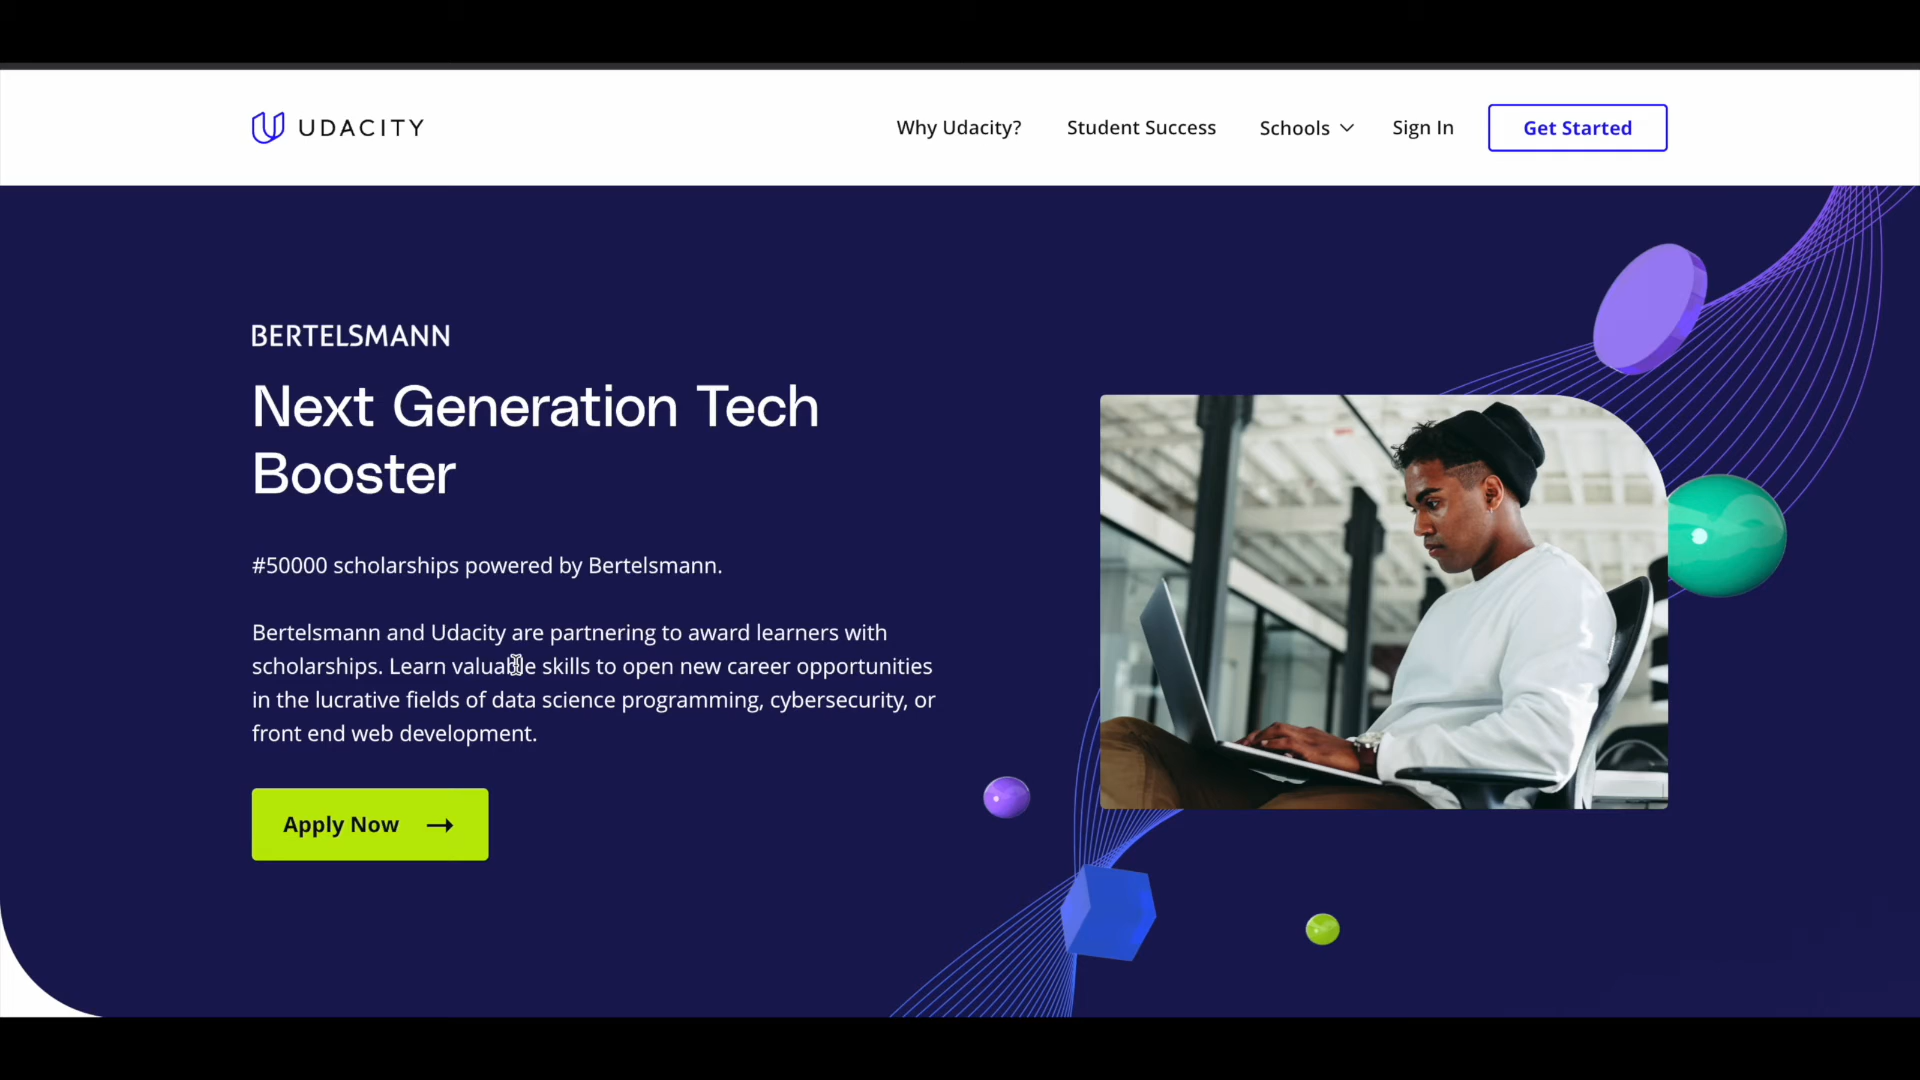 UDACITY
Why Udacity?
Student Success
Schools
Sign In
Get Started
BERTELSMANN
Next Generation Tech
Booster
#50000 scholarships powered by Bertelsmann.
Bertelsmann and Udacity are partnering to award learners with
scholarships. Learn valuable skills to open new career opportunities
in the lucrative fields of data science programming, cybersecurity, or
front end web development.
Apply Now